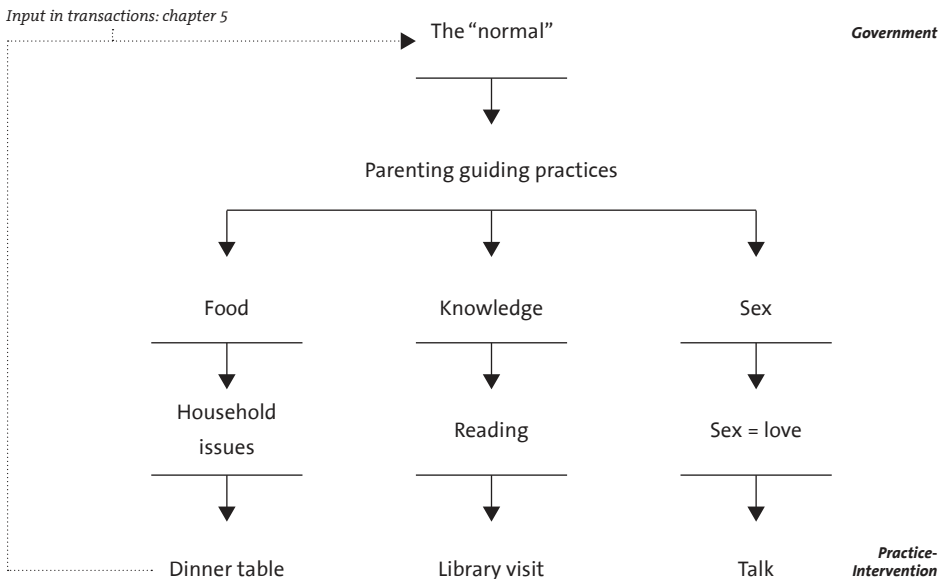 Input in transactions: chapter 5
The “normal”
Government
Parenting guiding practices
Food
Knowledge
Sex
Household
issues
Reading
Sex = love
Dinner table
Library visit
Talk
Practice-
Intervention